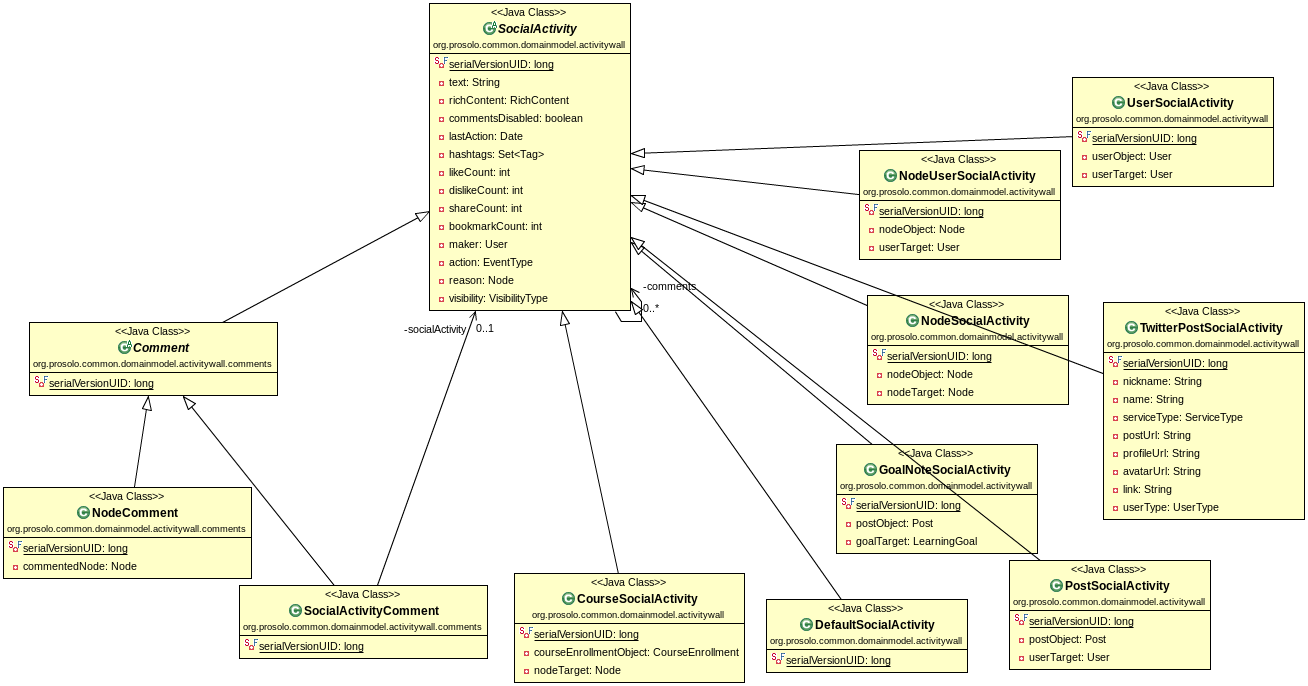 <<Java Class>>
SocialActivity
org.prosolo.common.domainmodel.activitywall
serialVersionUID: long
text: String
richContent: RichContent
commentsDisabled: boolean
lastAction: Date
hashtags: Set<Tag>
likeCount: int
dislikeCount: int
shareCount: int
bookmarkCount: int
maker: User
action: EventType
reason: Node
visibility: VisibilityType
<<Java Class>>
UserSocialActivity
org.prosolo.common.domainmodel.activitywall
serialVersionUID: long
userObject: User
userTarget: User
<<Java Class>>
NodeUserSocialActivity
org.prosolo.common.domainmodel.activitywall
serialVersionUID: long
nodeObject: Node
userTarget: User
-comments
0..*
-socialActivity
0..1
<<Java Class>>
NodeSocialActivity
org.prosolo.common.domainmodel.activitywall
serialVersionUID: long
nodeObject: Node
nodeTarget: Node
<<Java Class>>
TwitterPostSocialActivity
org.prosolo.common.domainmodel.activitywall
serialVersionUID: long
nickname: String
name: String
serviceType: ServiceType
postUrl: String
profileUrl: String
avatarUrl: String
link: String
userType: UserType
<<Java Class>>
Comment
org.prosolo.common.domainmodel.activitywall.comments
serialVersionUID: long
<<Java Class>>
GoalNoteSocialActivity
org.prosolo.common.domainmodel.activitywall
serialVersionUID: long
postObject: Post
goalTarget: LearningGoal
<<Java Class>>
NodeComment
org.prosolo.common.domainmodel.activitywall.comments
serialVersionUID: long
commentedNode: Node
<<Java Class>>
SocialActivityComment
org.prosolo.common.domainmodel.activitywall.comments
serialVersionUID: long
<<Java Class>>
CourseSocialActivity
org.prosolo.common.domainmodel.activitywall
serialVersionUID: long
courseEnrollmentObject: CourseEnrollment
nodeTarget: Node
<<Java Class>>
DefaultSocialActivity
org.prosolo.common.domainmodel.activitywall
serialVersionUID: long
<<Java Class>>
PostSocialActivity
org.prosolo.common.domainmodel.activitywall
serialVersionUID: long
postObject: Post
userTarget: User